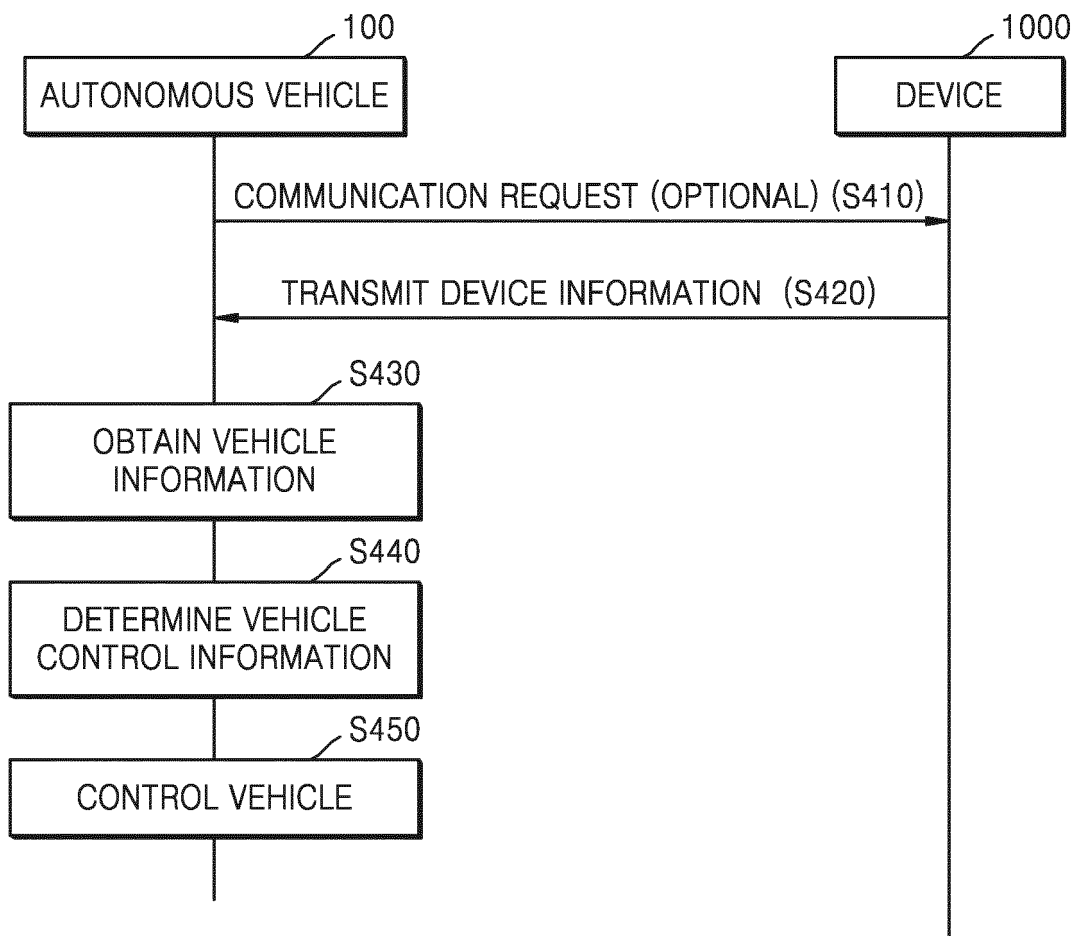 100
1000
AUTONOMOUS VEHICLE
DEVICE
COMMUNICATION REQUEST (OPTIONAL) (S410)
TRANSMIT DEVICE INFORMATION (S420)
S430
OBTAIN VEHICLE
INFORMATION
S440
DETERMINE VEHICLE
CONTROL INFORMATION
S450
CONTROL VEHICLE